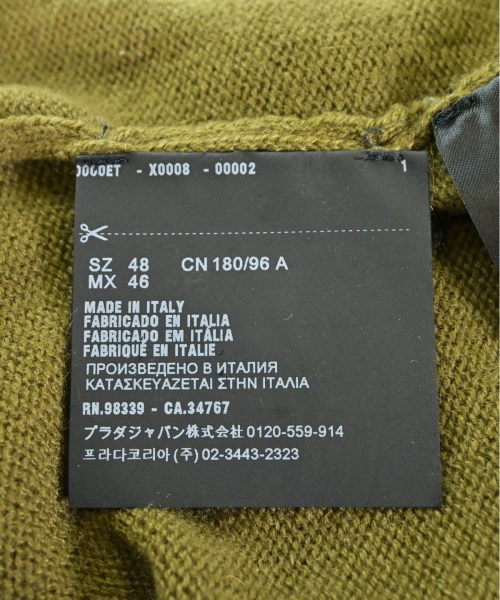 0000ET - X0008 - 00002 1
SZ 48 CN 180/96 A
MX 46
MADE IN ITALY
FABRICADO EN ITALIA
FABRICADO EM ITÁLIA
FABRIQUÉ EN ITALIE
ПРОИЗВЕДЕНО В ИТАЛИЯ
ΚΑΤΑΣΚΕΥΑΖΕΤΑΙ ΣΤΗΝ ΙΤΑΛΙΑ
RN.98339 - CA.34767
プラダジャパン株式会社 0120-559-914
프라다코리아 (주) 02-3443-2323